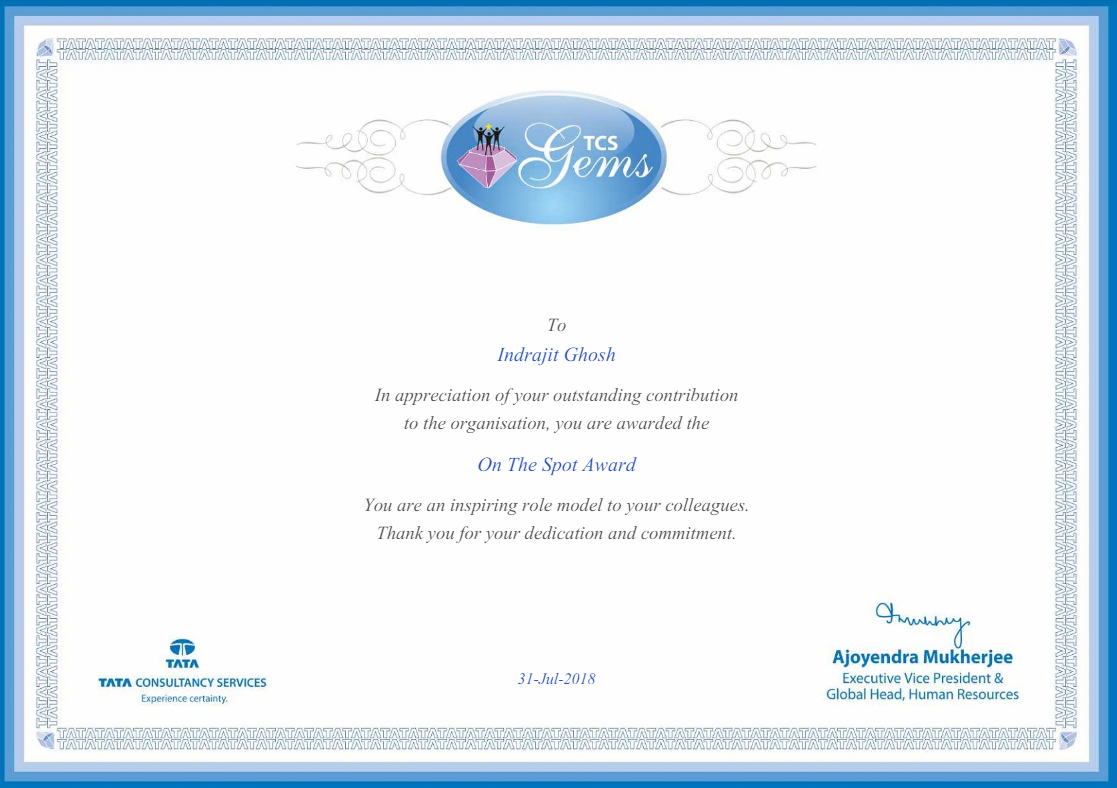 TCS
Gems
To
Indrajit Ghosh
In appreciation of your outstanding contribution
to the organisation, you are awarded the
On The Spot Award
You are an inspiring role model to your colleagues.
Thank you for your dedication and commitment.
TATA
TATA CONSULTANCY SERVICES
Experience certainty.
31-Jul-2018
Ajoyendra Mukherjee
Executive Vice President &
Global Head, Human Resources